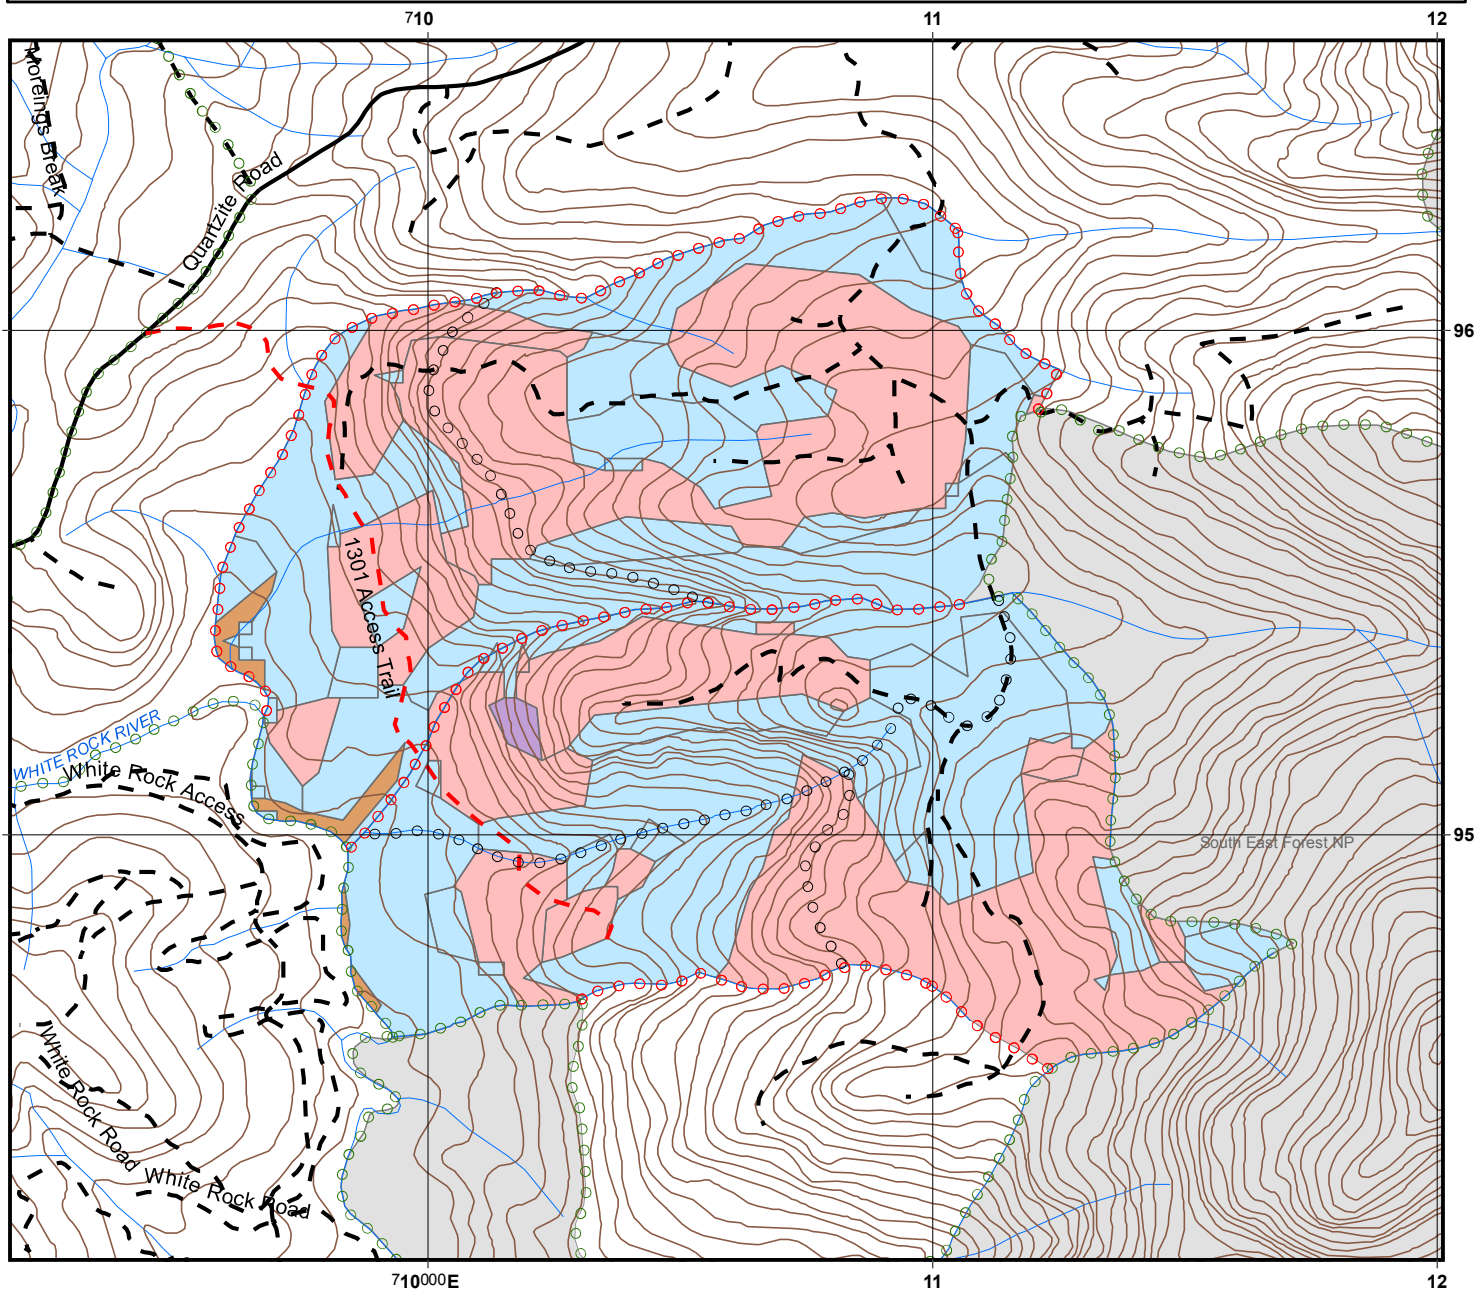 710
11
12
Moreings Break
Quartzite Road
96
1301 Access Trail
WHITE ROCK RIVER
White Rock Access
95
South East Forest NP
White Rock Road
White Rock Road
710000E
11
12